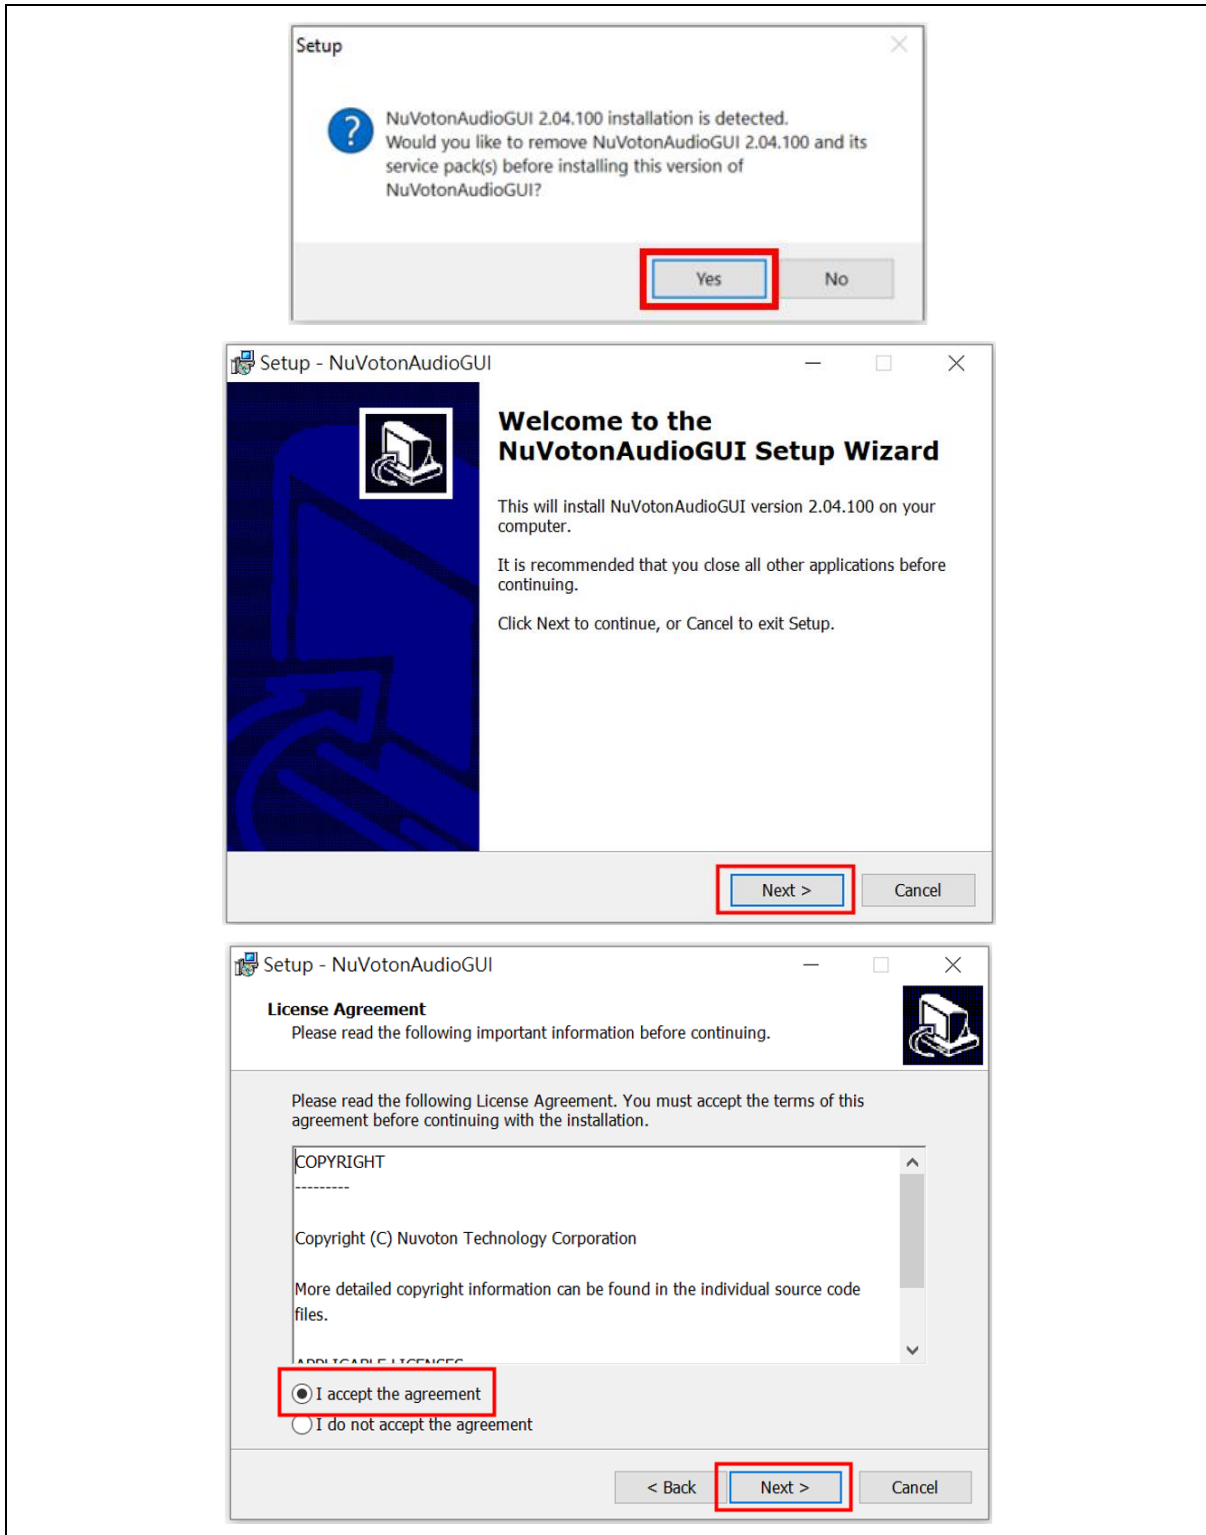 Setup
NuVotonAudioGUI 2.04.100 installation is detected.
Would you like to remove NuVotonAudioGUI 2.04.100 and its
service pack(s) before installing this version of
NuVotonAudioGUI?
Yes
No
Setup - NuVotonAudioGUI
Welcome to the
NuVotonAudioGUI Setup Wizard
This will install NuVotonAudioGUI version 2.04.100 on your
computer.
It is recommended that you close all other applications before
continuing.
Click Next to continue, or Cancel to exit Setup.
Next >
Cancel
Setup - NuVotonAudioGUI
License Agreement
Please read the following important information before continuing.
Please read the following License Agreement. You must accept the terms of this
agreement before continuing with the installation.
COPYRIGHT
---------
Copyright (C) Nuvoton Technology Corporation
More detailed copyright information can be found in the individual source code
files.
APPLICABLE LICENSES
I accept the agreement
I do not accept the agreement
< Back
Next >
Cancel